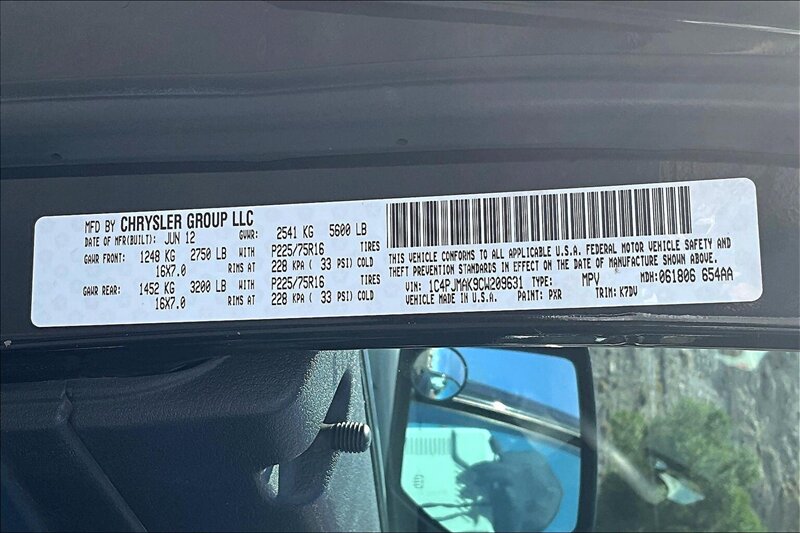 MFD BY CHRYSLER GROUP LLC
DATE OF MFR(BUILT): JUN 12 GVWR: 2541 KG 5600 LB
GAWR FRONT: 1248 KG 2750 LB WITH P225/75R16 TIRES
16X7.0 RIMS AT 228 KPA ( 33 PSI) COLD
GAWR REAR: 1452 KG 3200 LB WITH P225/75R16 TIRES
16X7.0 RIMS AT 228 KPA ( 33 PSI) COLD
THIS VEHICLE CONFORMS TO ALL APPLICABLE U.S.A. FEDERAL MOTOR VEHICLE SAFETY AND
THEFT PREVENTION STANDARDS IN EFFECT ON THE DATE OF MANUFACTURE SHOWN ABOVE.
VIN: 1C4PJMAK9CW209631 TYPE: MPV MDH: 061806 654AA
VEHICLE MADE IN U.S.A. PAINT: PXR TRIM: K7DV